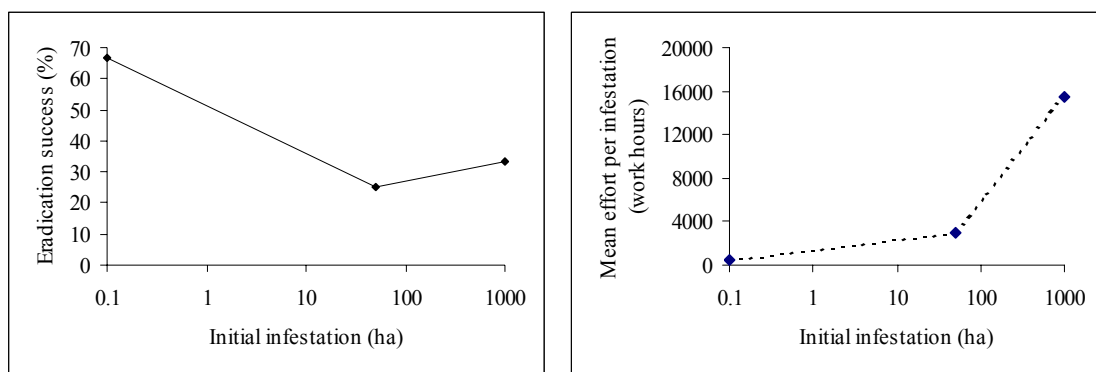 Eradication success (%)
70
60
50
40
30
20
10
0
0.1 1 10 100 1000
Initial infestation (ha)
Mean effort per infestation
(work hours)
20000
16000
12000
8000
4000
0
0.1 1 10 100 1000
Initial infestation (ha)